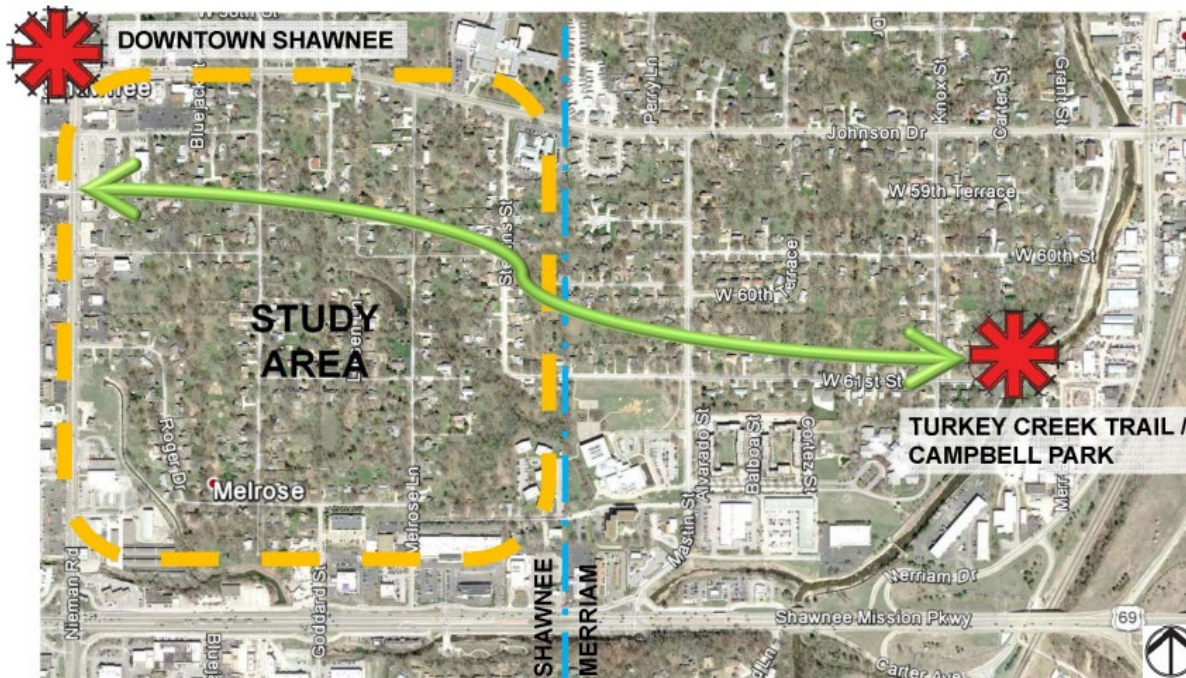 DOWNTOWN SHAWNEE
Johnson Dr
Perry Ln
Knox St
Carter St
Grant St
W 59th Terrace
W 60th St
W 60th
Terrace
STUDY
AREA
W 61st St
TURKEY CREEK TRAIL /
CAMPBELL PARK
Roger Dr
Melrose
Melrose Ln
Alvarado St
Balboa St
Cortez St
Mastin St
Nieman Rd
Goddard St
SHAWNEE
MERRIAM
Merriam Dr
Shawnee Mission Pkwy
69